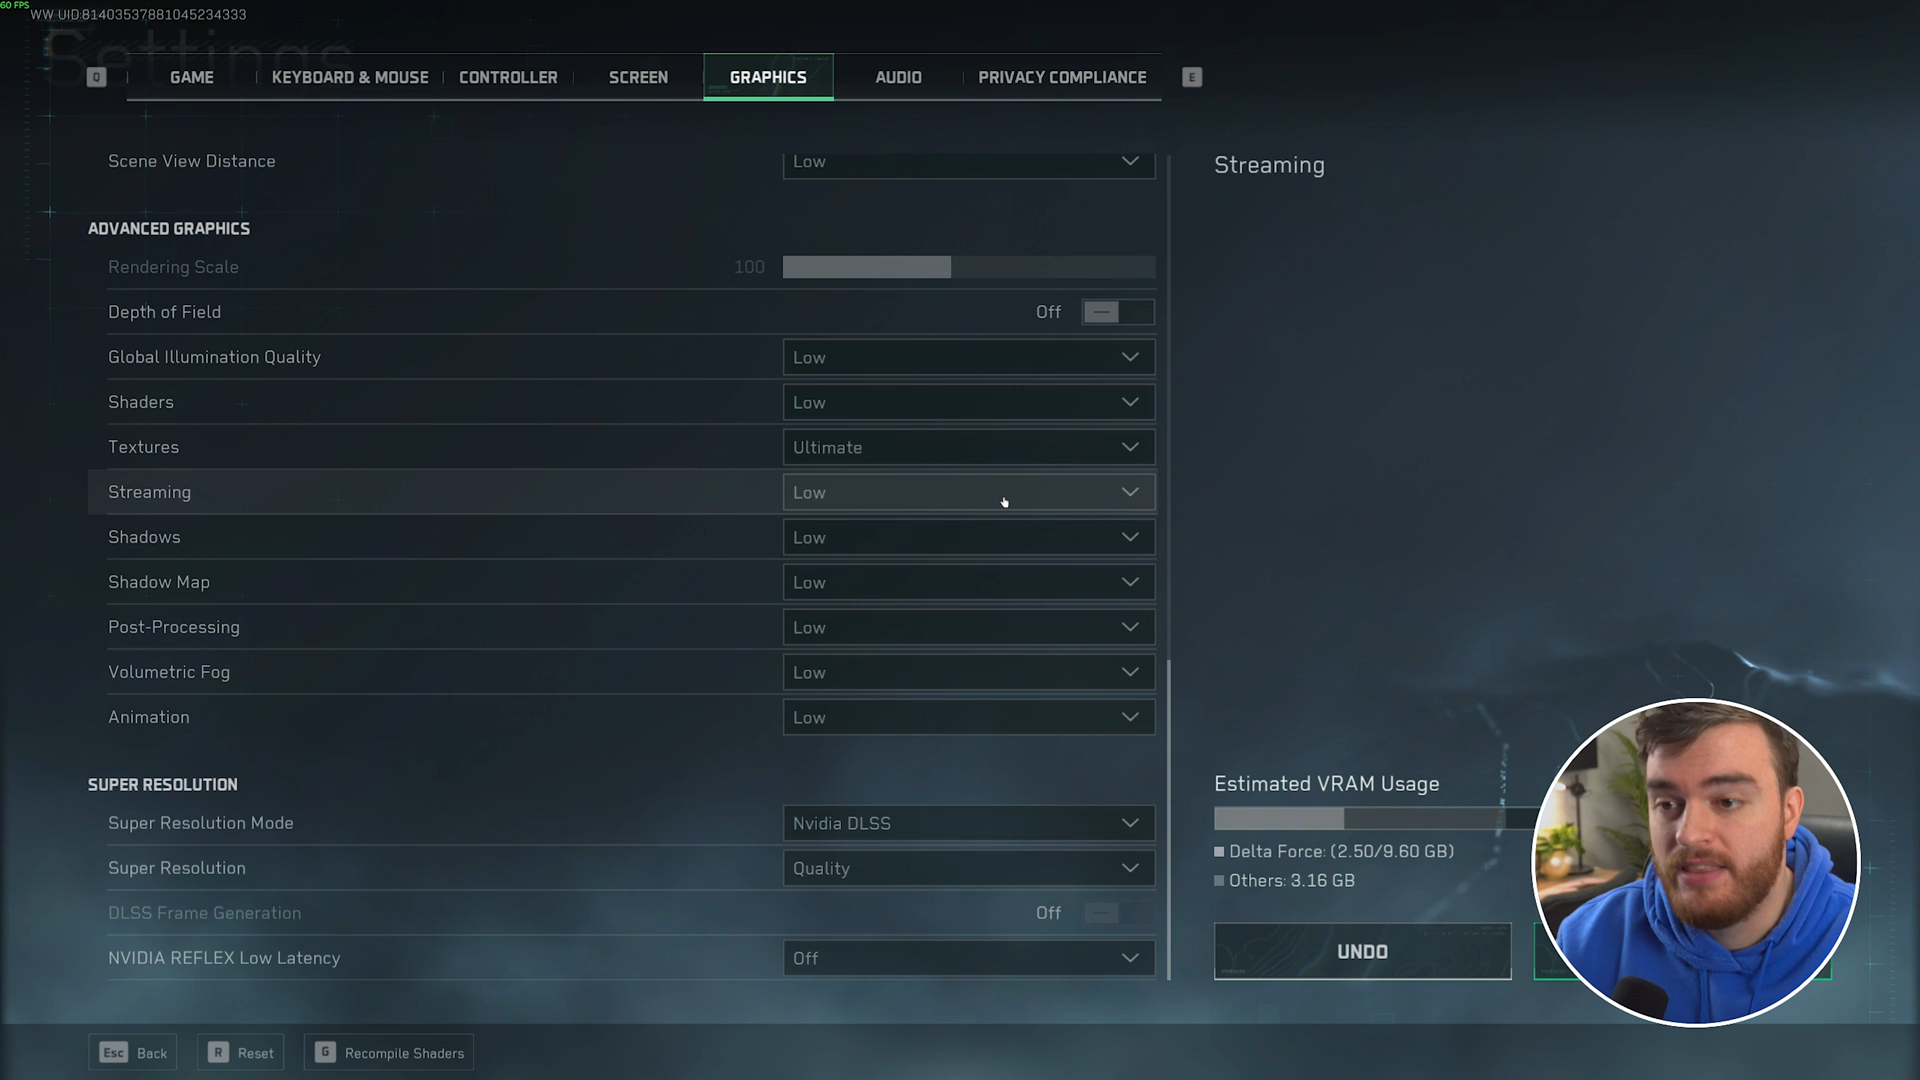 60 FPS
WW UID:81403537881045234333
Settings
Q
GAME
KEYBOARD & MOUSE
CONTROLLER
SCREEN
GRAPHICS
AUDIO
PRIVACY COMPLIANCE
E
Scene View Distance Low
ADVANCED GRAPHICS
Rendering Scale 100
Depth of Field Off
Global Illumination Quality Low
Shaders Low
Textures Ultimate
Streaming Low
Shadows Low
Shadow Map Low
Post-Processing Low
Volumetric Fog Low
Animation Low
SUPER RESOLUTION
Super Resolution Mode Nvidia DLSS
Super Resolution Quality
DLSS Frame Generation Off
NVIDIA REFLEX Low Latency Off
Streaming
Estimated VRAM Usage
Delta Force: (2.50/9.60 GB)
Others: 3.16 GB
UNDO
Esc Back
R Reset
G Recompile Shaders